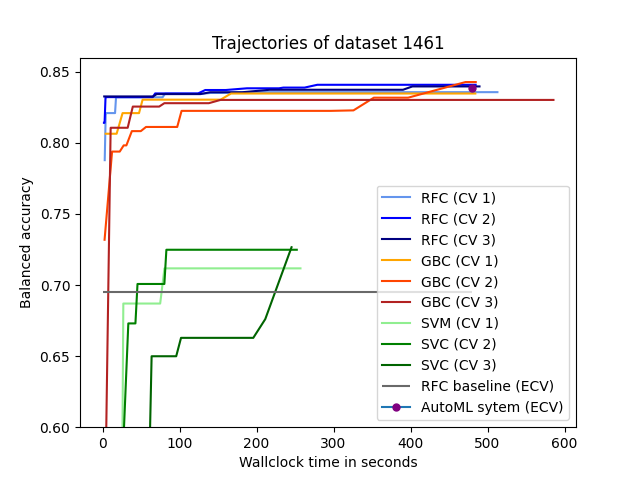 Trajectories of dataset 1461
Balanced accuracy
0.85
0.80
0.75
0.70
0.65
0.60
RFC (CV 1)
RFC (CV 2)
RFC (CV 3)
GBC (CV 1)
GBC (CV 2)
GBC (CV 3)
SVM (CV 1)
SVC (CV 2)
SVC (CV 3)
RFC baseline (ECV)
AutoML sytem (ECV)
0 100 200 300 400 500 600
Wallclock time in seconds